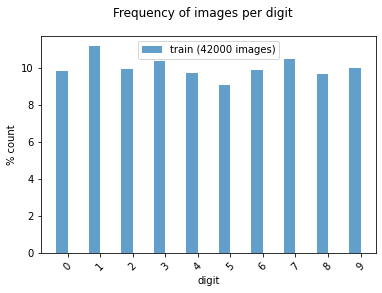 Frequency of images per digit
train (42000 images)
% count
10
8
6
4
2
0
0 1 2 3 4 5 6 7 8 9
digit